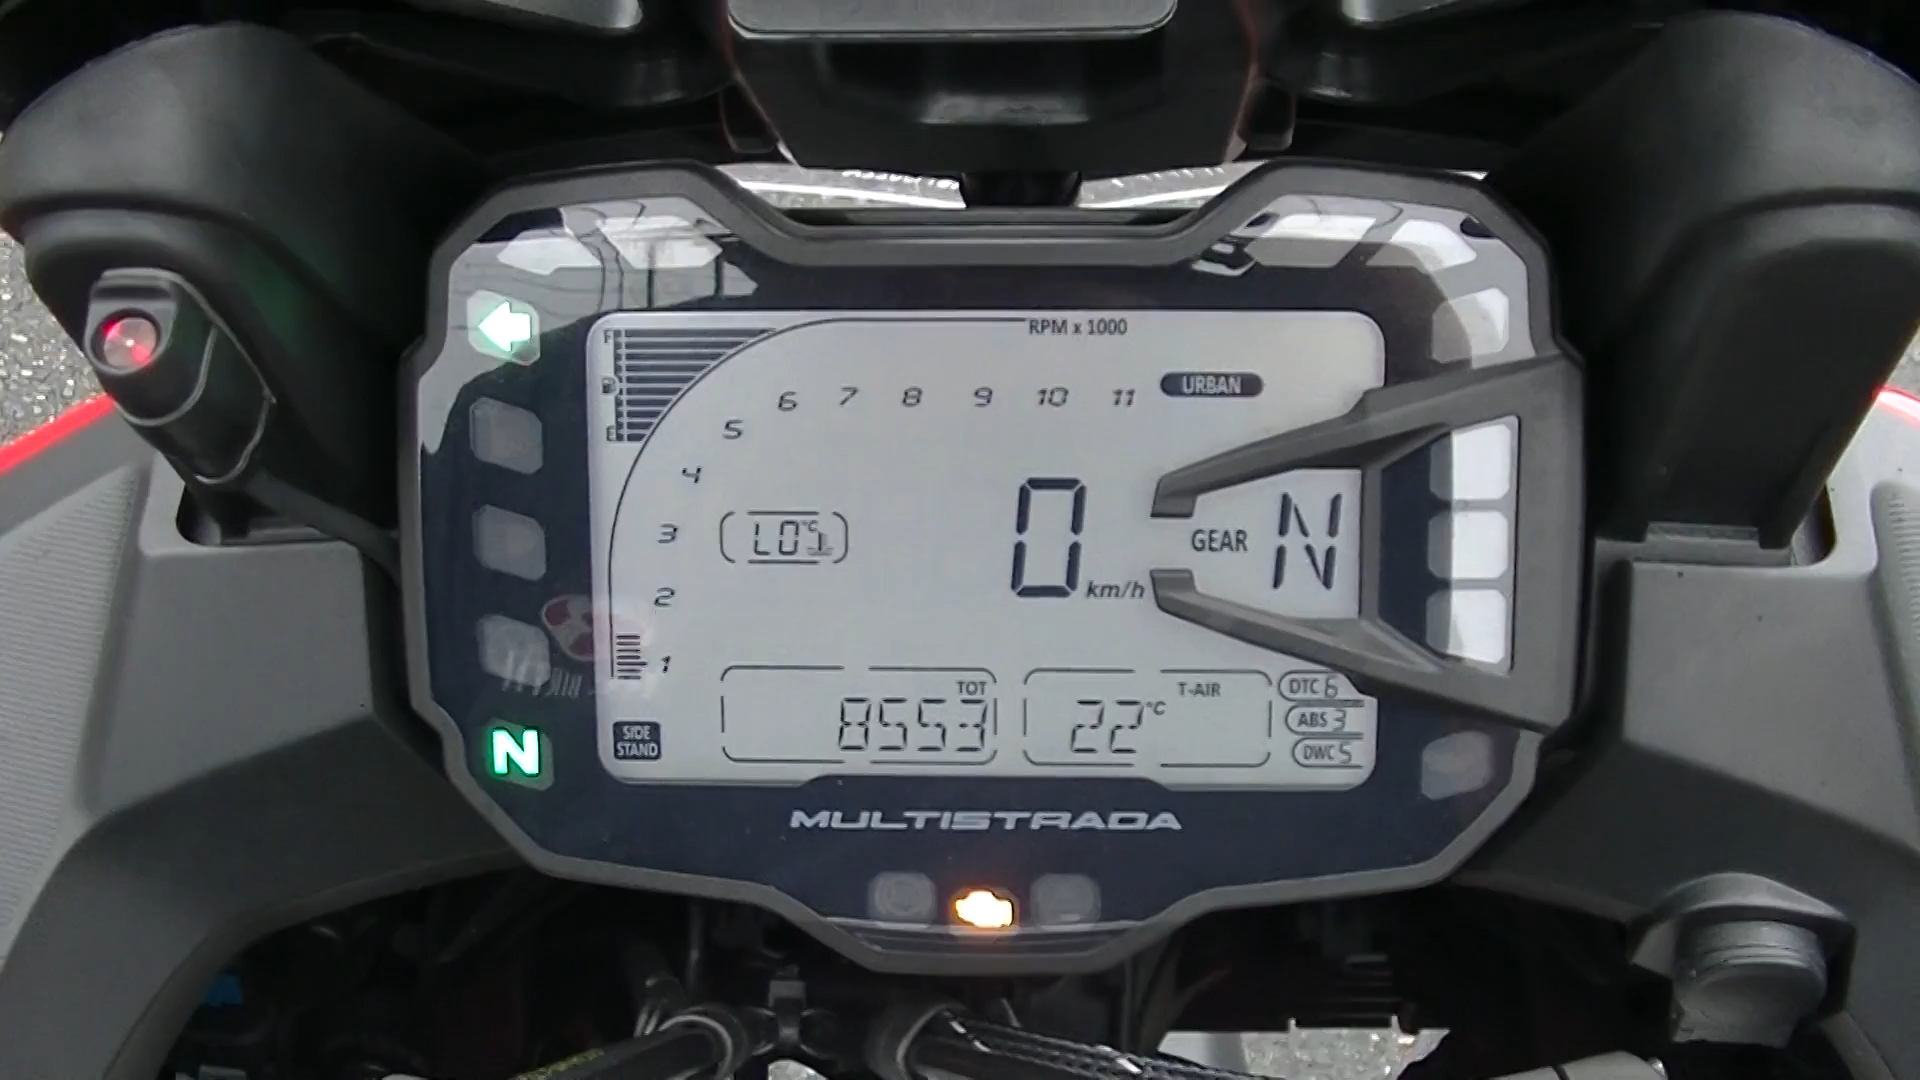 RPM x 1000
F
E
6 7 8 9 10 11
URBAN
5
4
3
2
1
LO °C
0 km/h
GEAR N
TOT
8553
T-AIR
22 °C
DTC 6
ABS 3
DWC 5
SIDE
STAND
N
MULTISTRADA